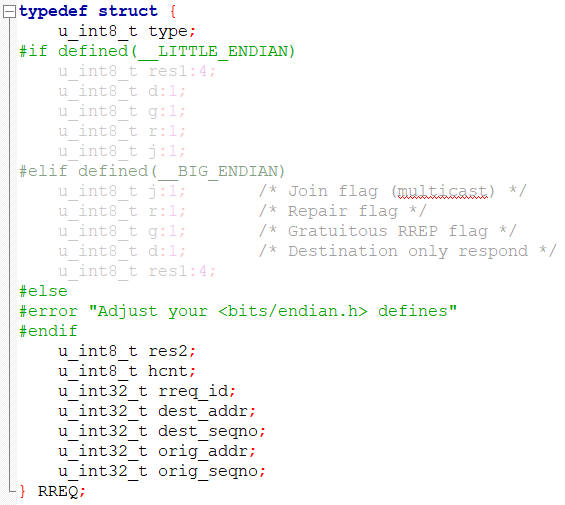 typedef struct {
    u_int8_t type;
#if defined(__LITTLE_ENDIAN)
    u_int8_t res1:4;
    u_int8_t d:1;
    u_int8_t g:1;
    u_int8_t r:1;
    u_int8_t j:1;
#elif defined(__BIG_ENDIAN)
    u_int8_t j:1;       /* Join flag (multicast) */
    u_int8_t r:1;       /* Repair flag */
    u_int8_t g:1;       /* Gratuitous RREP flag */
    u_int8_t d:1;       /* Destination only respond */
    u_int8_t res1:4;
#else
#error "Adjust your <bits/endian.h> defines"
#endif
    u_int8_t res2;
    u_int8_t hcnt;
    u_int32_t rreq_id;
    u_int32_t dest_addr;
    u_int32_t dest_seqno;
    u_int32_t orig_addr;
    u_int32_t orig_seqno;
} RREQ;